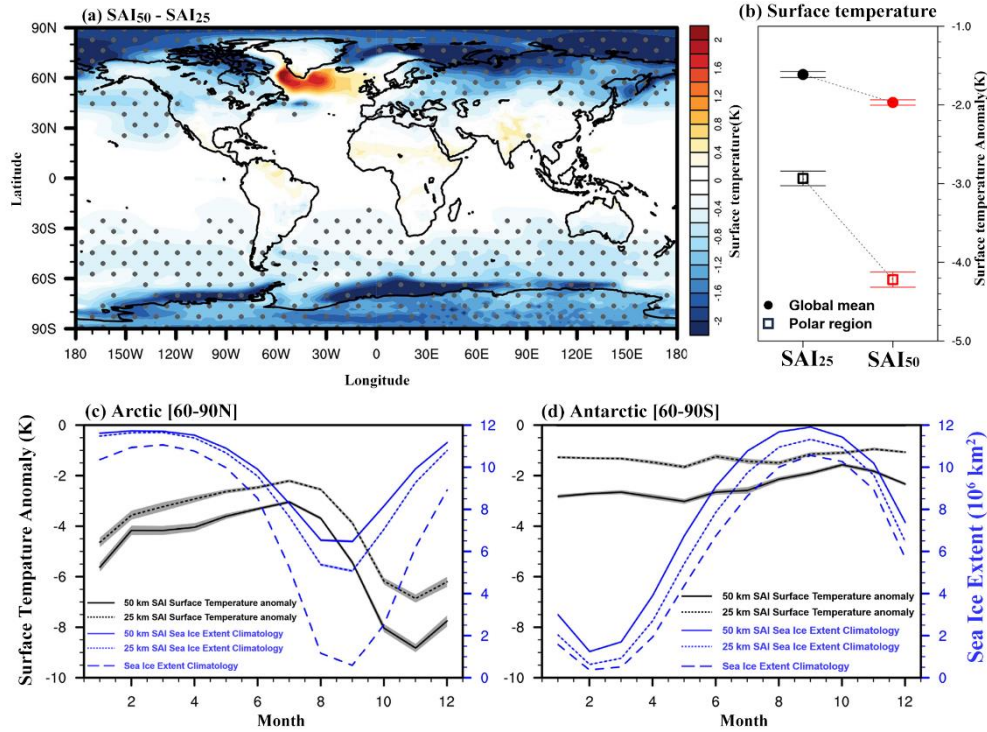 (a) SAI50 - SAI25
90N
60N
30N
0
30S
60S
90S
Latitude
180 150W 120W 90W 60W 30W 0 30E 60E 90E 120E 150E 180
Longitude
2
1.6
1.2
0.8
0.4
0
-0.4
-0.8
-1.2
-1.6
-2
Surface temperature(K)
(b) Surface temperature
-1.0
-2.0
-3.0
-4.0
-5.0
Surface temperature Anomaly(K)
Global mean
Polar region
SAI25 SAI50
(c) Arctic [60-90N]
0
-2
-4
-6
-8
-10
Surface Tempature Anomaly (K)
12
10
8
6
4
2
0
50 km SAI Surface Temperature anomaly
25 km SAI Surface Temperature anomaly
50 km SAI Sea Ice Extent Climatology
25 km SAI Sea Ice Extent Climatology
Sea Ice Extent Climatology
0 2 4 6 8 10 12
Month
(d) Antarctic [60-90S]
0
-2
-4
-6
-8
-10
12
10
8
6
4
2
0
Sea Ice Extent (10⁶ km²)
50 km SAI Surface Temperature anomaly
25 km SAI Surface Temperature anomaly
50 km SAI Sea Ice Extent Climatology
25 km SAI Sea Ice Extent Climatology
Sea Ice Extent Climatology
0 2 4 6 8 10 12
Month